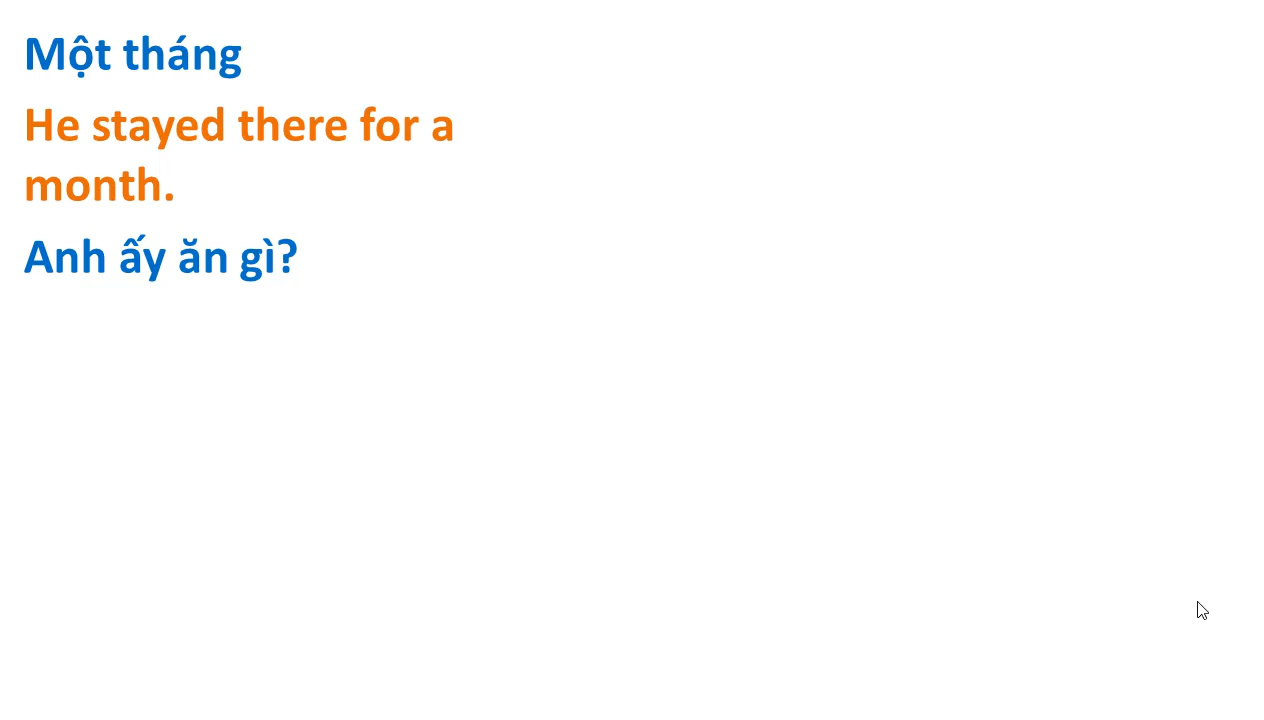 Một tháng
He stayed there for a
month.
Anh ấy ăn gì?